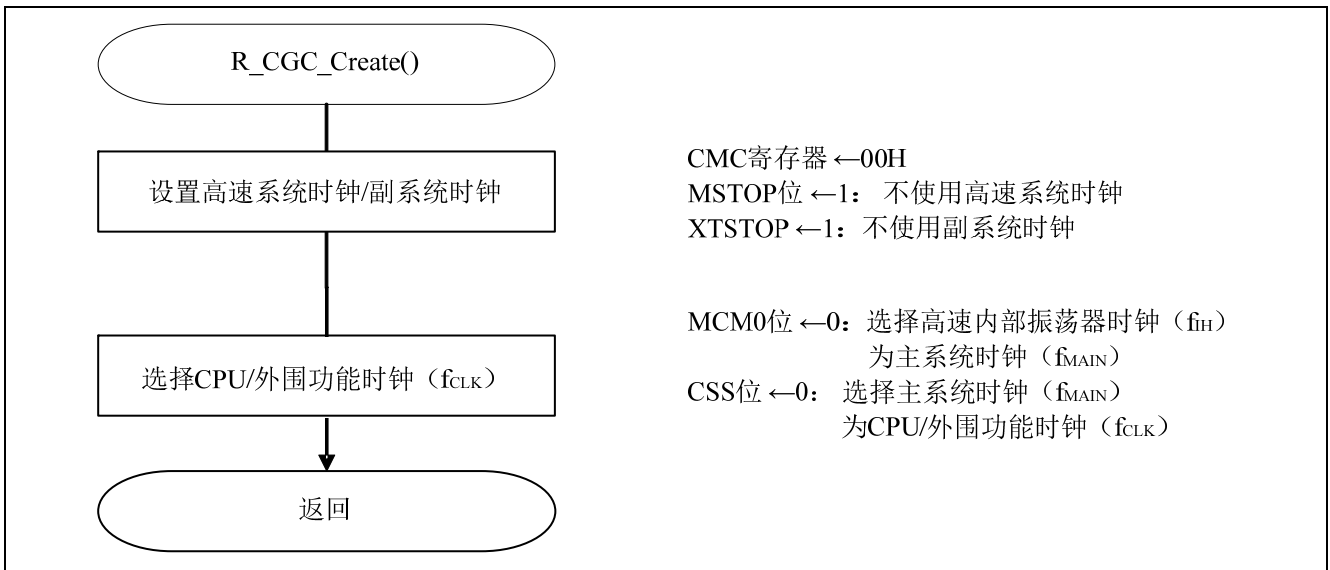 R_CGC_Create()
设置高速系统时钟/副系统时钟
CMC寄存器 ←00H
MSTOP位 ←1： 不使用高速系统时钟
XTSTOP ←1：不使用副系统时钟
选择CPU/外围功能时钟（fCLK）
MCM0位 ←0：选择高速内部振荡器时钟（fIH）
为主系统时钟（fMAIN）
CSS位 ←0： 选择主系统时钟（fMAIN）
为CPU/外围功能时钟（fCLK）
返回